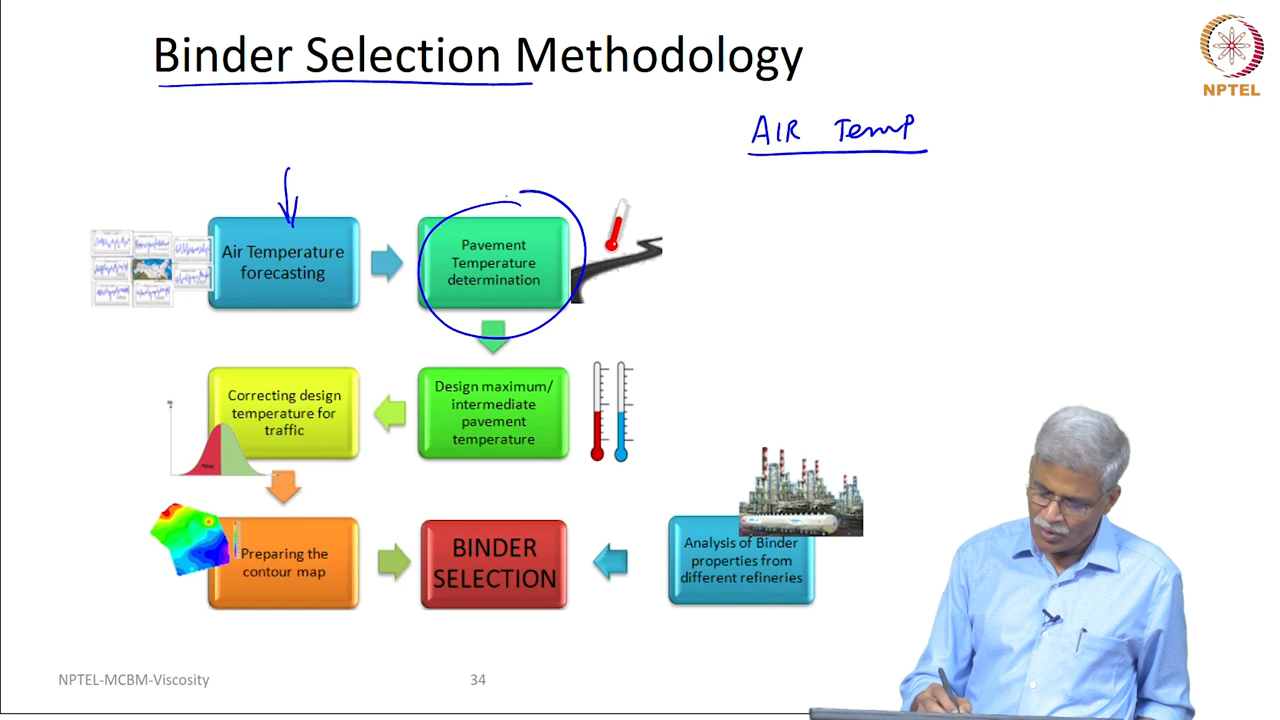 Binder Selection Methodology
NPTEL
AIR Temp
Air Temperature
forecasting
Pavement
Temperature
determination
Design maximum/
intermediate
pavement
temperature
Correcting design
temperature for
traffic
Preparing the
contour map
BINDER
SELECTION
Analysis of Binder
properties from
different refineries
NPTEL-MCBM-Viscosity
34